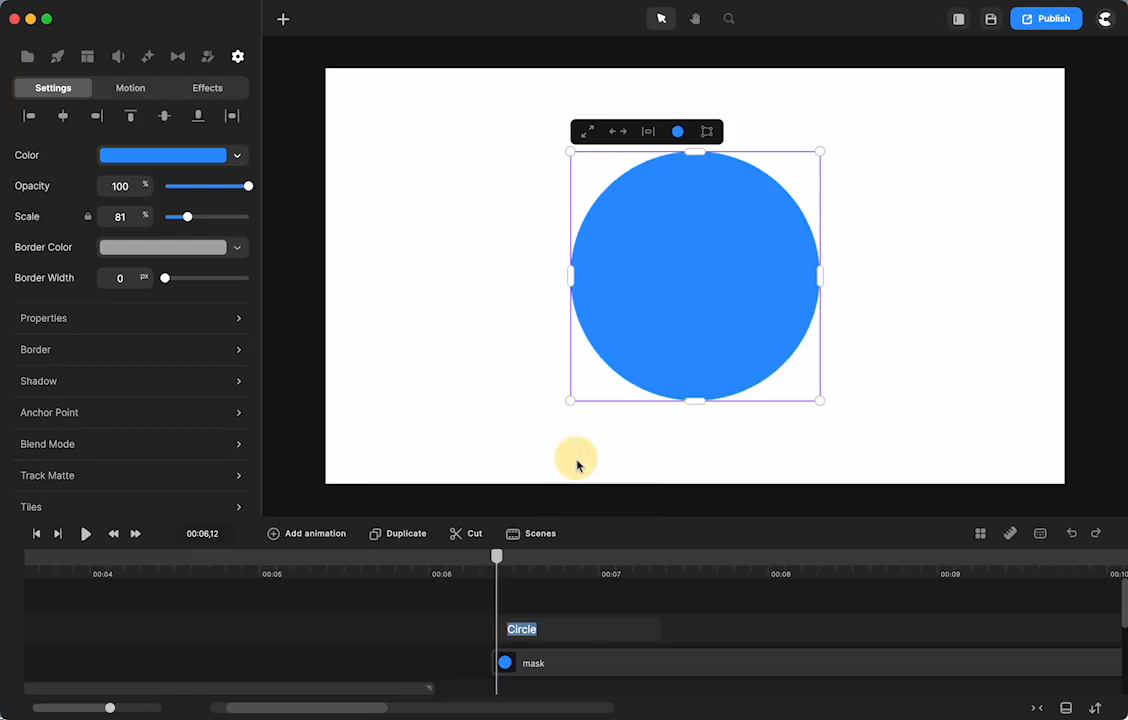 Publish
Settings Motion Effects
Color
Opacity 100 %
Scale 81 %
Border Color
Border Width 0 px
Properties
Border
Shadow
Anchor Point
Blend Mode
Track Matte
Tiles
00:06,12 Add animation Duplicate Cut Scenes
00:04 00:05 00:06 00:07 00:08 00:09 00:10
Circle
mask